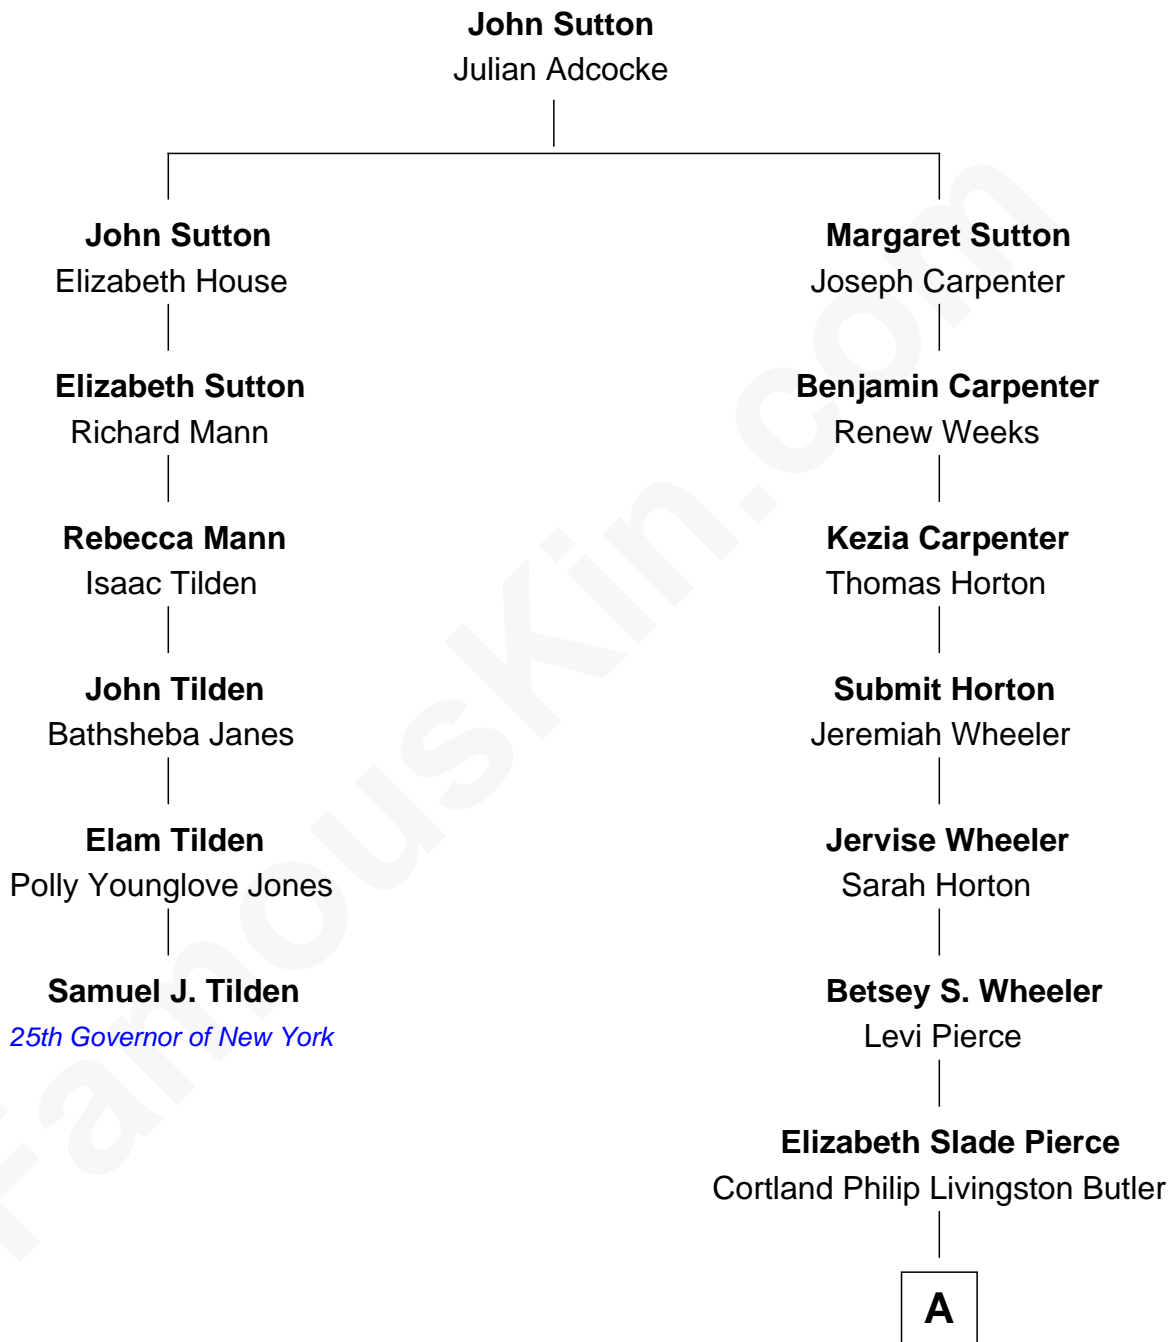 John Sutton
Julian Adcocke
John Sutton
Elizabeth House
Margaret Sutton
Joseph Carpenter
Elizabeth Sutton
Richard Mann
Benjamin Carpenter
Renew Weeks
Rebecca Mann
Isaac Tilden
Kezia Carpenter
Thomas Horton
John Tilden
Bathsheba Janes
Submit Horton
Jeremiah Wheeler
Elam Tilden
Polly Younglove Jones
Jervise Wheeler
Sarah Horton
Samuel J. Tilden
25th Governor of New York
Betsey S. Wheeler
Levi Pierce
Elizabeth Slade Pierce
Cortland Philip Livingston Butler
A
FamousKin.com